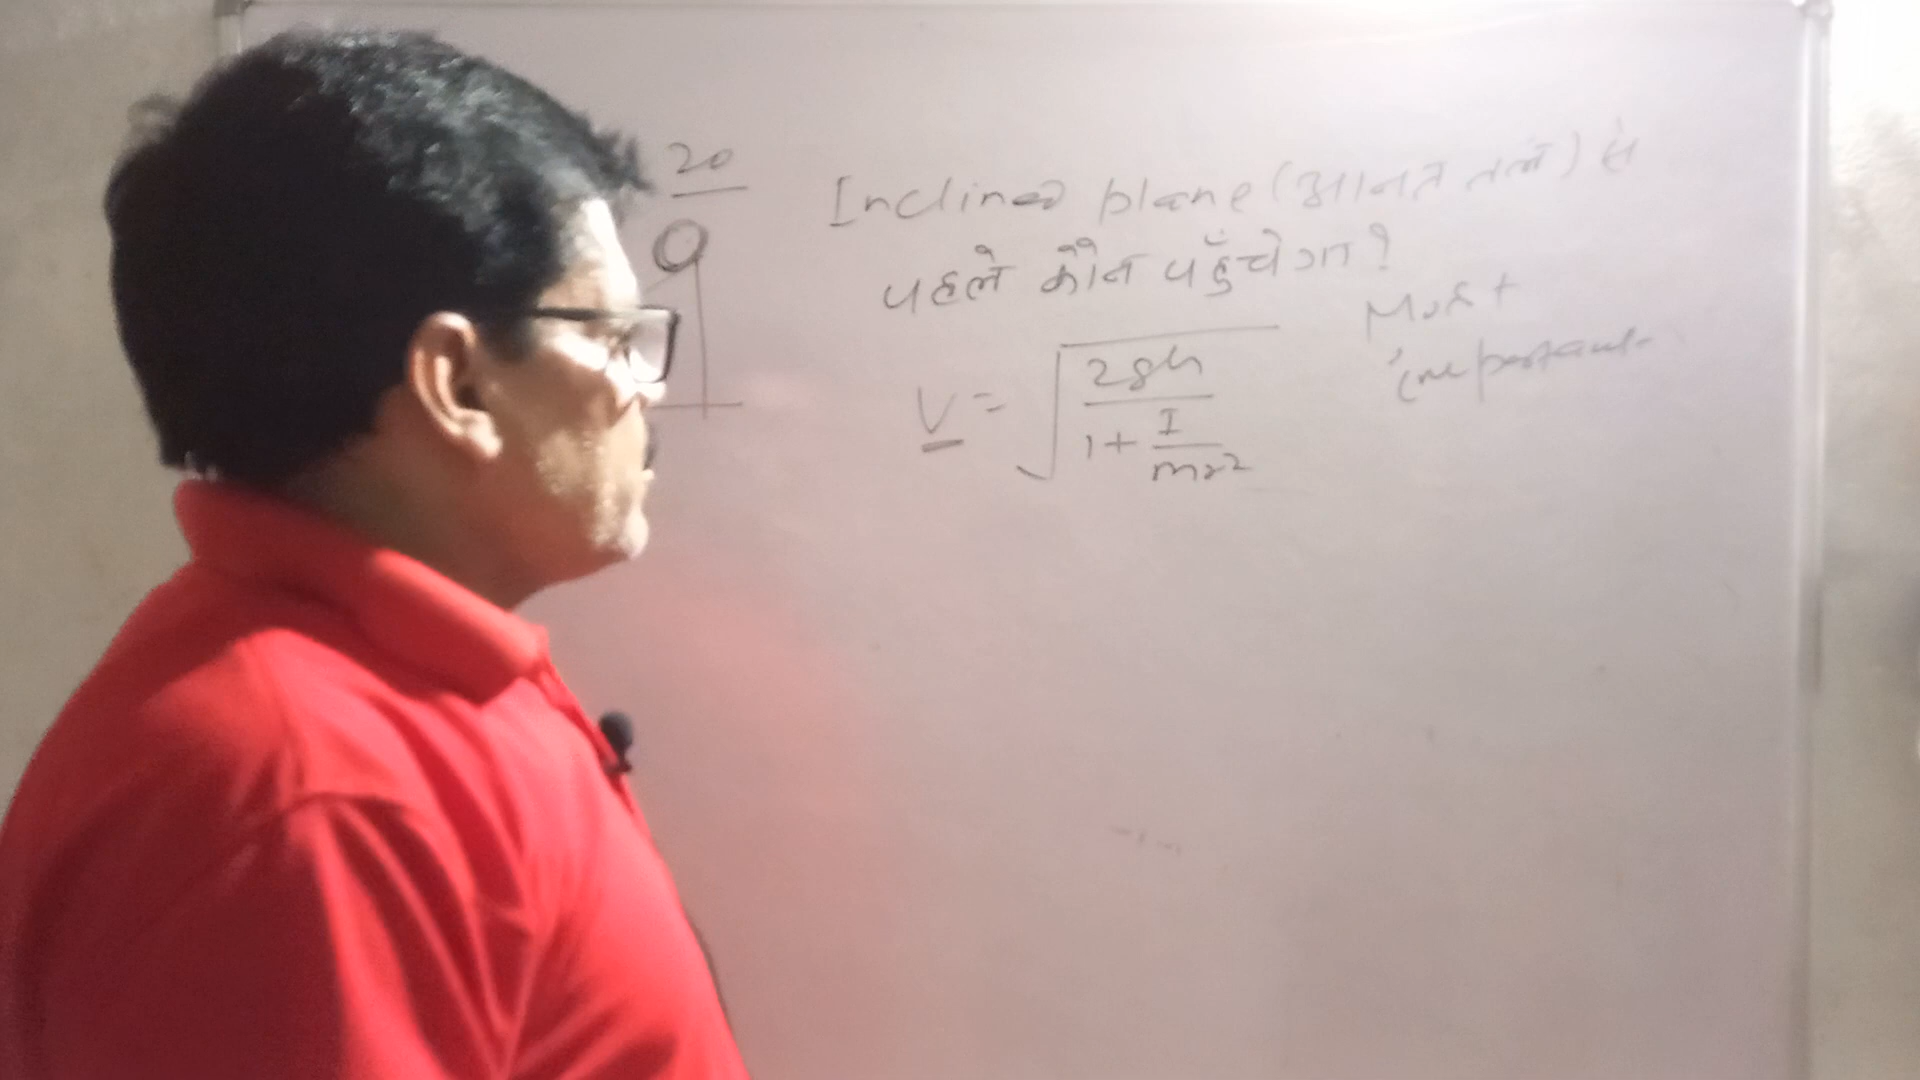 20
Inclined plane (आनत तलों) से
पहले कौन पहुँचेगा?
Most
important
V = √(2gh / (1 + I/mr²))